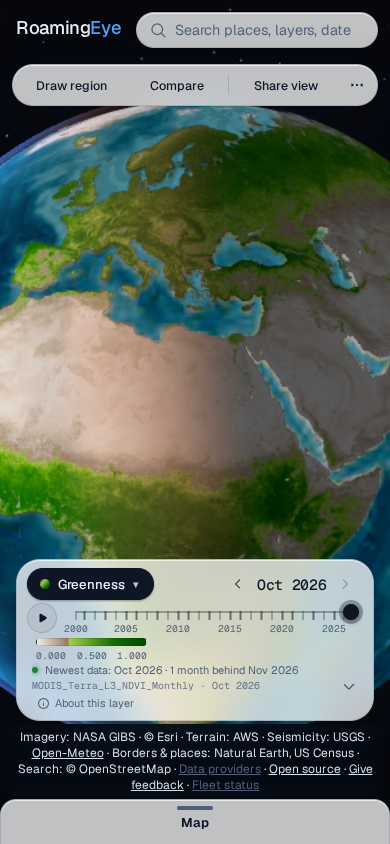 RoamingEye
Search places, layers, date
Draw region
Compare
Share view
···
Greenness ▾
Oct 2026
2000 2005 2010 2015 2020 2025
0.000 0.500 1.000
Newest data: Oct 2026 · 1 month behind Nov 2026
MODIS_Terra_L3_NDVI_Monthly · Oct 2026
About this layer
Imagery: NASA GIBS · © Esri · Terrain: AWS · Seismicity: USGS ·
Open-Meteo · Borders & places: Natural Earth, US Census ·
Search: © OpenStreetMap · Data providers · Open source · Give
feedback · Fleet status
Map